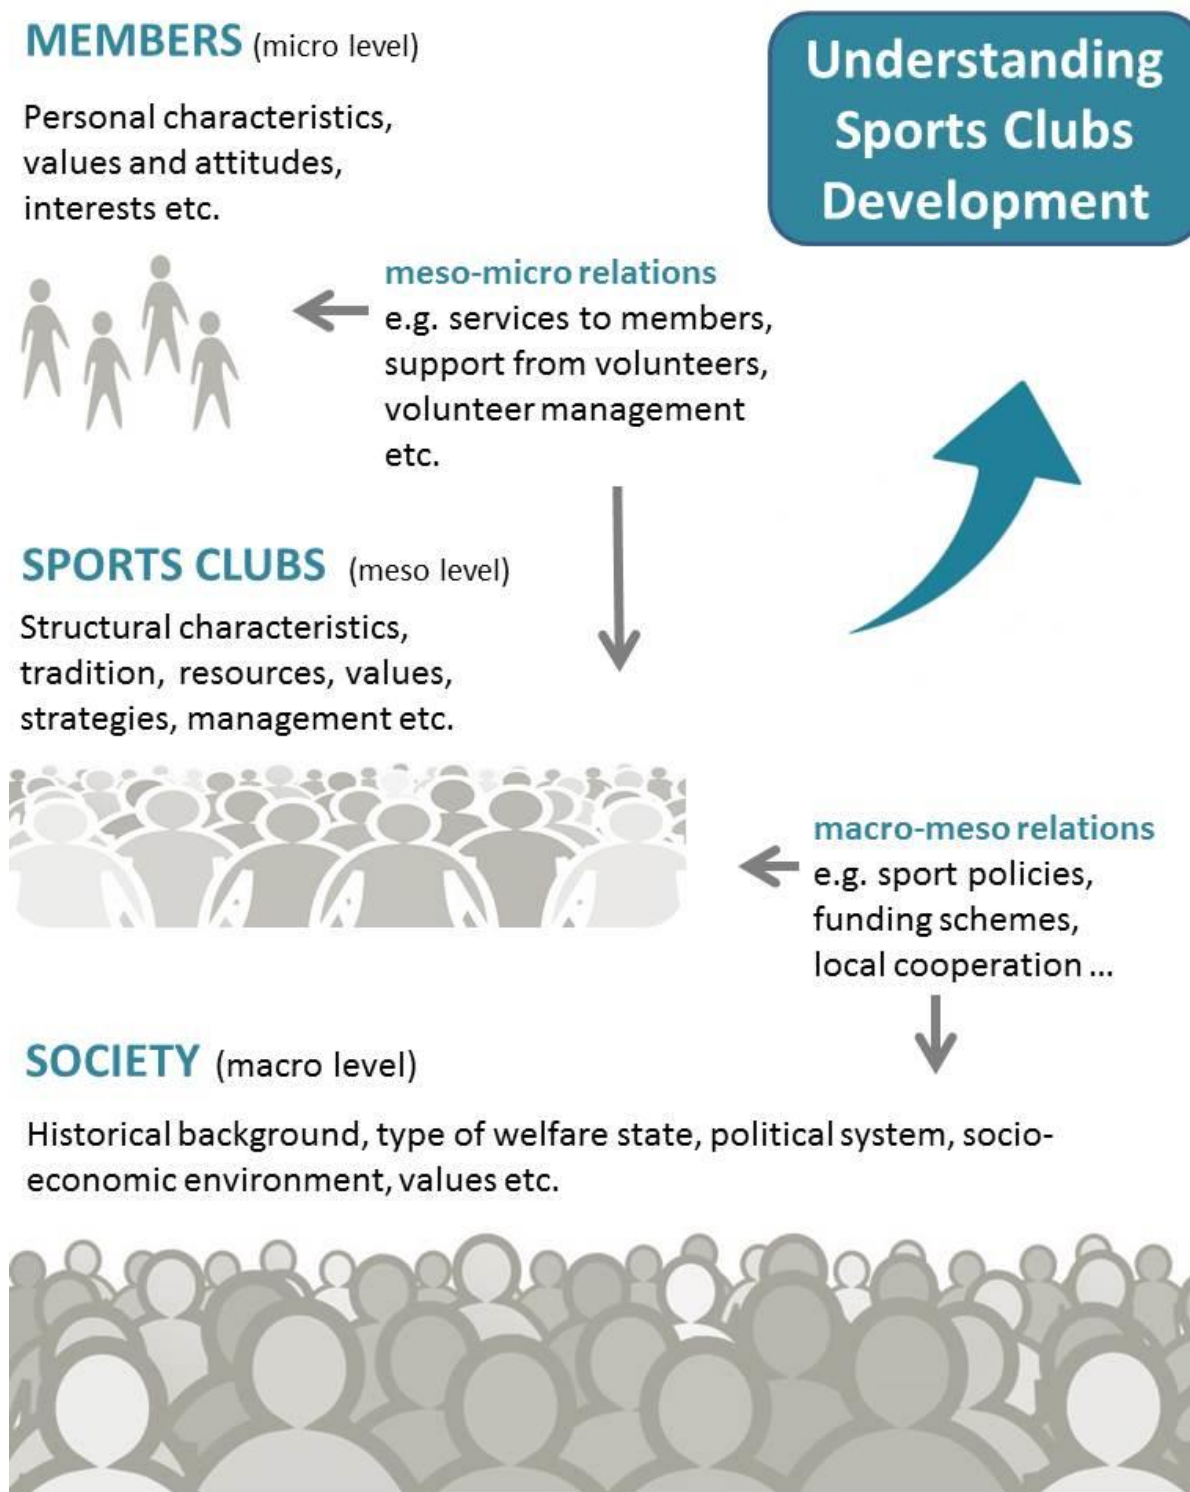 MEMBERS (micro level)
Understanding
Sports Clubs
Development
Personal characteristics,
values and attitudes,
interests etc.
meso-micro relations
e.g. services to members,
support from volunteers,
volunteer management
etc.
SPORTS CLUBS (meso level)
Structural characteristics,
tradition, resources, values,
strategies, management etc.
macro-meso relations
e.g. sport policies,
funding schemes,
local cooperation ...
SOCIETY (macro level)
Historical background, type of welfare state, political system, socio-
economic environment, values etc.